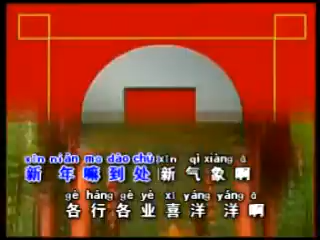 xīn nián ma dào chù xīn qì xiàng ā
新 年 嘛 到 处 新 气 象 啊
gè háng gè yè xǐ yáng yáng ā
各 行 各 业 喜 洋 洋 啊